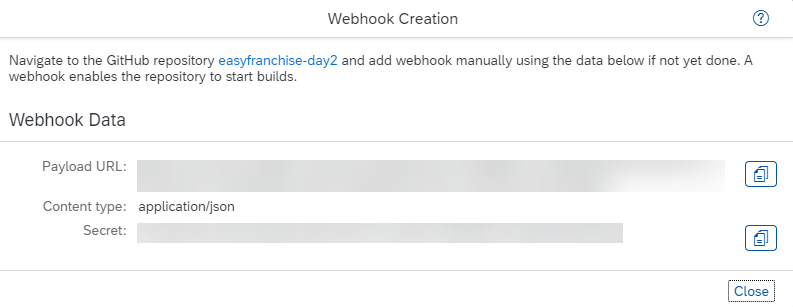 Webhook Creation
Navigate to the GitHub repository easyfranchise-day2 and add webhook manually using the data below if not yet done. A
webhook enables the repository to start builds.
Webhook Data
Payload URL:
Content type: application/json
Secret:
Close